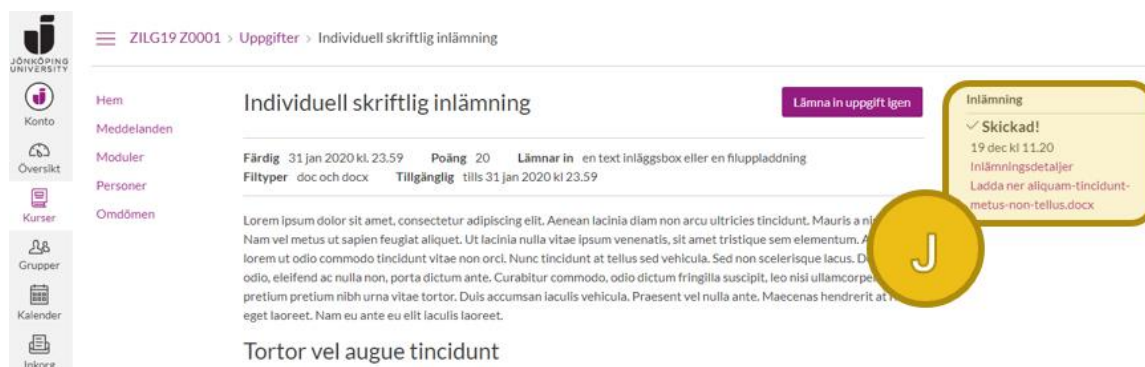 JÖNKÖPING
UNIVERSITY
Konto
Översikt
Kurser
Grupper
Kalender
Inkorg
ZILG19 Z0001 > Uppgifter > Individuell skriftlig inlämning
Hem
Meddelanden
Moduler
Personer
Omdömen
Individuell skriftlig inlämning
Lämna in uppgift igen
Färdig 31 jan 2020 kl. 23.59 Poäng 20 Lämnar in en text inläggsbox eller en filuppladdning
Filtyper doc och docx Tillgänglig tills 31 jan 2020 kl 23.59
Lorem ipsum dolor sit amet, consectetur adipiscing elit. Aenean lacinia diam non arcu ultricies tincidunt. Mauris a
Nam vel metus ut sapien feugiat aliquet. Ut lacinia nulla vitae ipsum venenatis, sit amet tristique sem elementum.
lorem ut odio commodo tincidunt vitae non orci. Nunc tincidunt at tellus sed vehicula. Sed non scelerisque lacus.
odio, eleifend ac nulla non, porta dictum ante. Curabitur commodo, odio dictum fringilla suscipit, leo nisi
pretium pretium nibh urna vitae tortor. Duis accumsan iaculis vehicula. Praesent vel nulla ante. Maecenas hendrerit at
eget laoreet. Nam eu ante eu elit iaculis laoreet.
Tortor vel augue tincidunt
Inlämning
Skickad!
19 dec kl 11.20
Inlämningsdetaljer
Ladda ner aliquam-tincidunt-
metus-non-tellus.docx
J